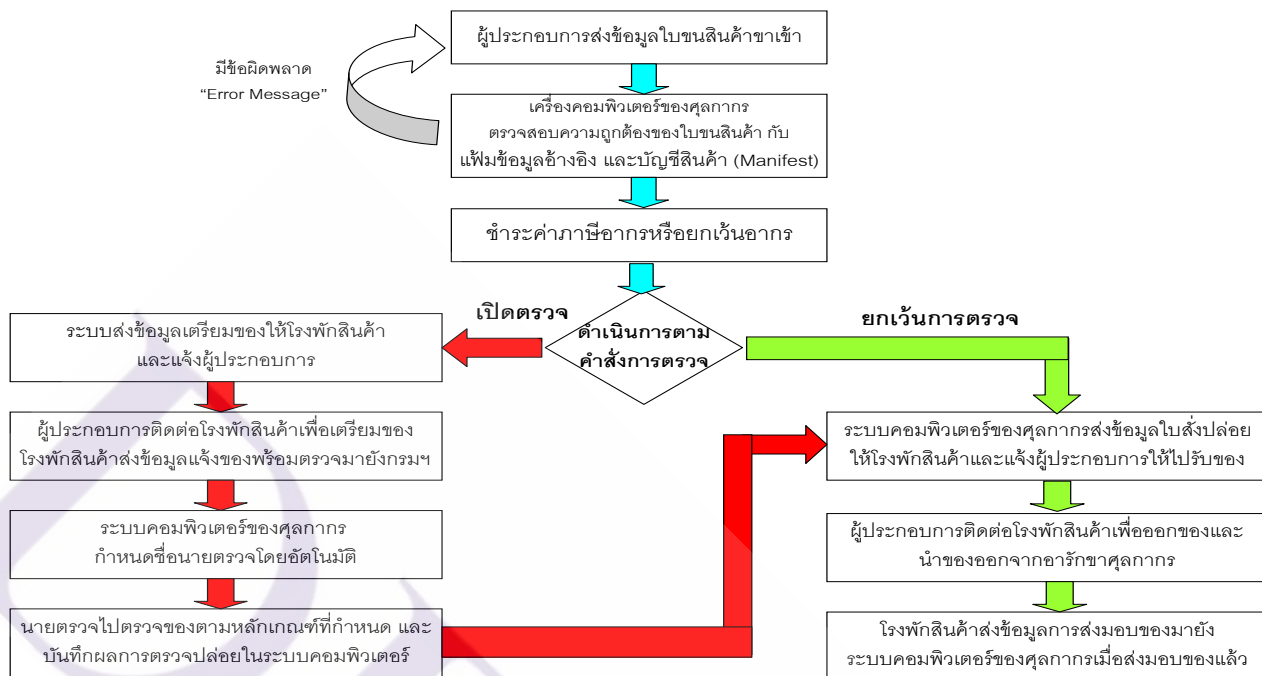 ผู้ประกอบการส่งข้อมูลใบขนสินค้าขาเข้า
มีข้อผิดพลาด
“Error Message”
เครื่องคอมพิวเตอร์ของศุลกากร
ตรวจสอบความถูกต้องของใบขนสินค้า กับ
แฟ้มข้อมูลอ้างอิง และบัญชีสินค้า (Manifest)
ชำระค่าภาษีอากรหรือยกเว้นอากร
ดำเนินการตาม
คำสั่งการตรวจ
เปิดตรวจ
ระบบส่งข้อมูลเตรียมของให้โรงพักสินค้า
และแจ้งผู้ประกอบการ
ผู้ประกอบการติดต่อโรงพักสินค้าเพื่อเตรียมของ
โรงพักสินค้าส่งข้อมูลแจ้งของพร้อมตรวจมายังกรมฯ
ระบบคอมพิวเตอร์ของศุลกากร
กำหนดชื่อนายตรวจโดยอัตโนมัติ
นายตรวจไปตรวจของตามหลักเกณฑ์ที่กำหนด และ
บันทึกผลการตรวจปล่อยในระบบคอมพิวเตอร์
ยกเว้นการตรวจ
ระบบคอมพิวเตอร์ของศุลกากรส่งข้อมูลใบสั่งปล่อย
ให้โรงพักสินค้าและแจ้งผู้ประกอบการให้ไปรับของ
ผู้ประกอบการติดต่อโรงพักสินค้าเพื่อออกของและ
นำของออกจากอารักขาศุลกากร
โรงพักสินค้าส่งข้อมูลการส่งมอบของมายัง
ระบบคอมพิวเตอร์ของศุลกากรเมื่อส่งมอบของแล้ว